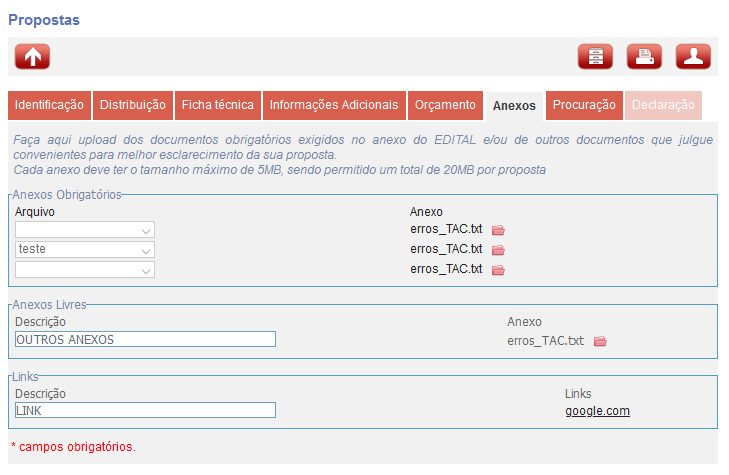 Propostas
Identificação Distribuição Ficha técnica Informações Adicionais Orçamento Anexos Procuração Declaração
Faça aqui upload dos documentos obrigatórios exigidos no anexo do EDITAL e/ou de outros documentos que julgue
convenientes para melhor esclarecimento da sua proposta.
Cada anexo deve ter o tamanho máximo de 5MB, sendo permitido um total de 20MB por proposta
Anexos Obrigatórios
Arquivo Anexo
erros_TAC.txt
teste erros_TAC.txt
erros_TAC.txt
Anexos Livres
Descrição Anexo
OUTROS ANEXOS erros_TAC.txt
Links
Descrição Links
LINK google.com
* campos obrigatórios.